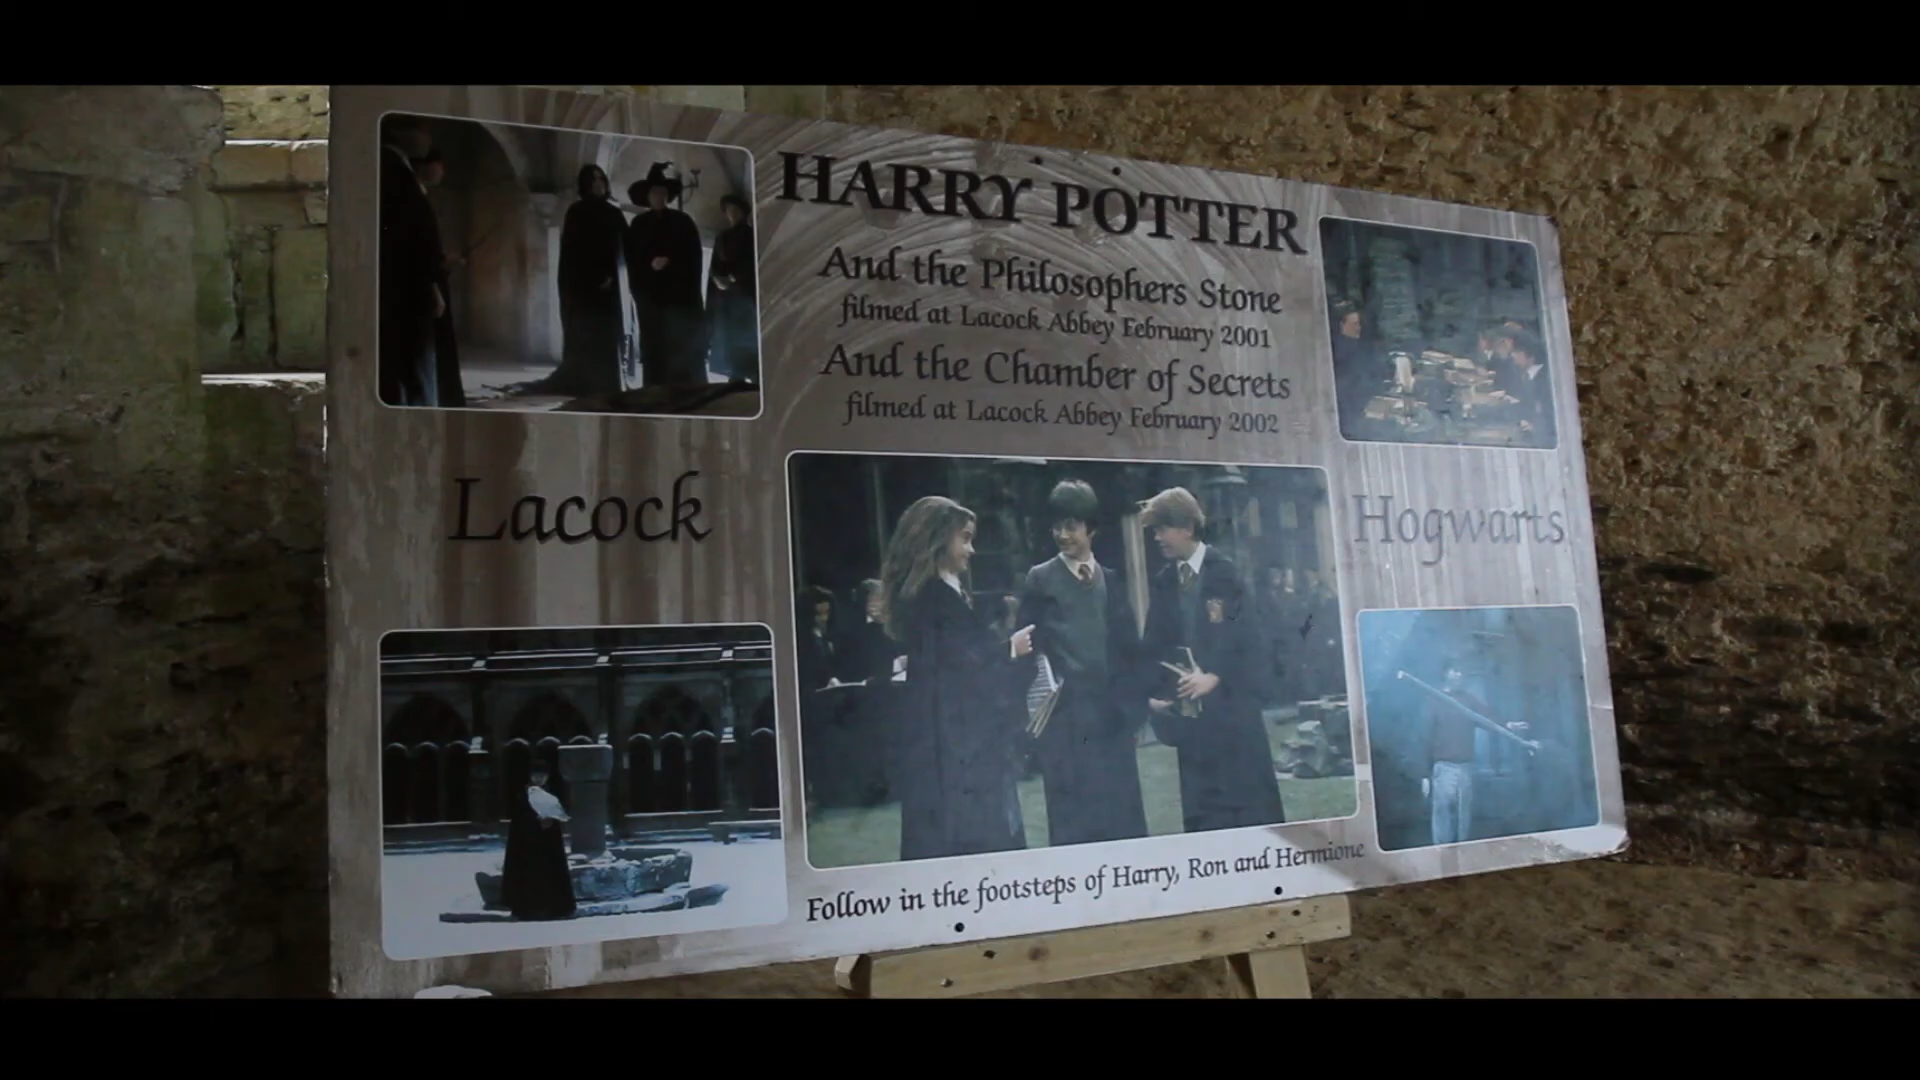 HARRY POTTER
And the Philosophers Stone
filmed at Lacock Abbey February 2001
And the Chamber of Secrets
filmed at Lacock Abbey February 2002
Lacock
Hogwarts
Follow in the footsteps of Harry, Ron and Hermione